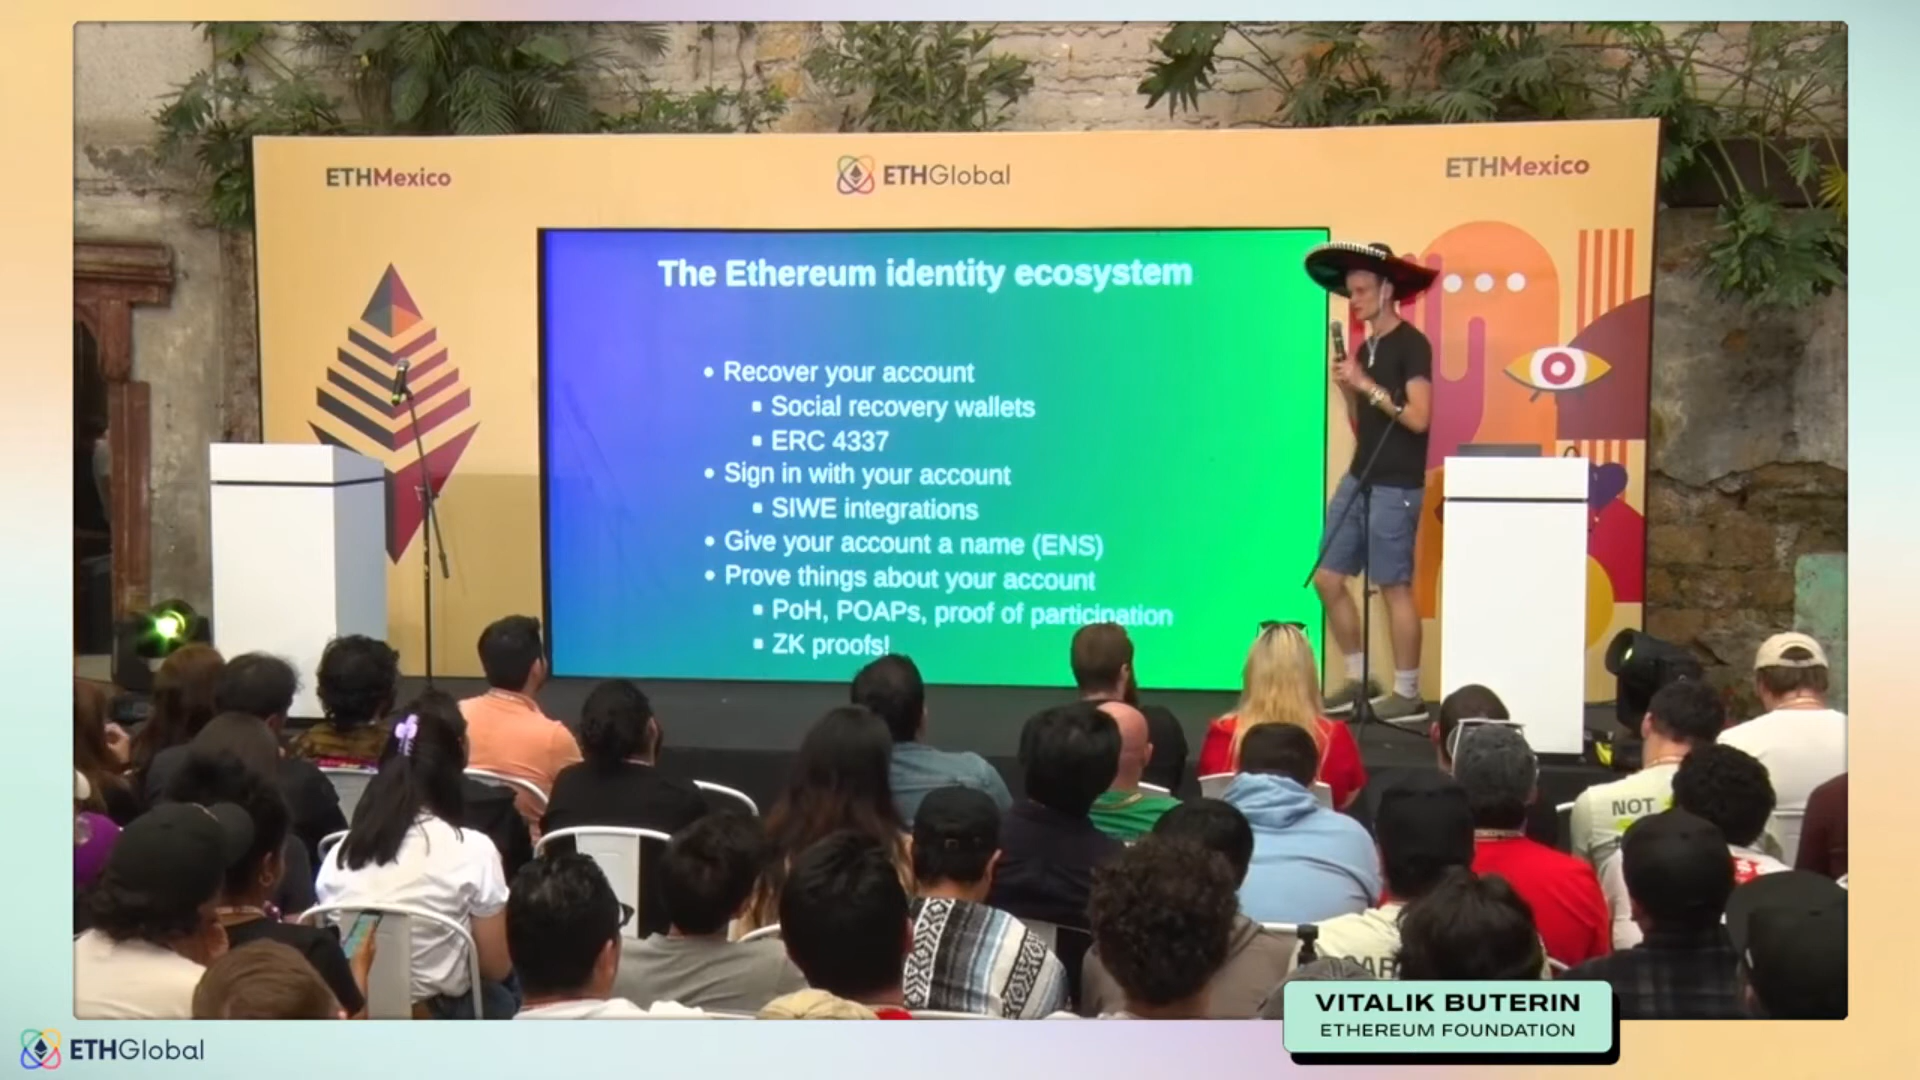 ETHMexico
ETHGlobal
ETHMexico
The Ethereum identity ecosystem
• Recover your account
▪ Social recovery wallets
▪ ERC 4337
• Sign in with your account
▪ SIWE integrations
• Give your account a name (ENS)
• Prove things about your account
▪ PoH, POAPs, proof of participation
▪ ZK proofs!
NOT
VITALIK BUTERIN
ETHEREUM FOUNDATION
ETHGlobal